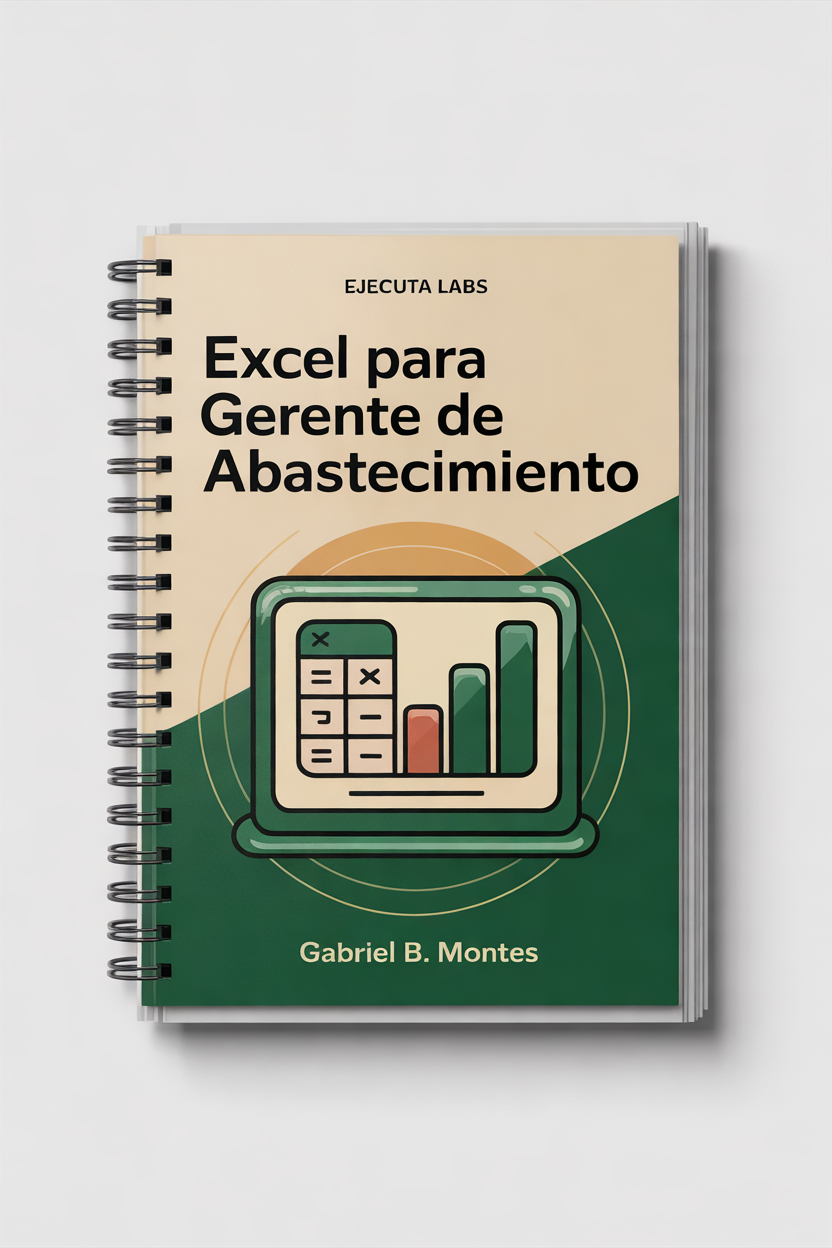 EJECUTA LABS
Excel para
Gerente de
Abastecimiento
Gabriel B. Montes